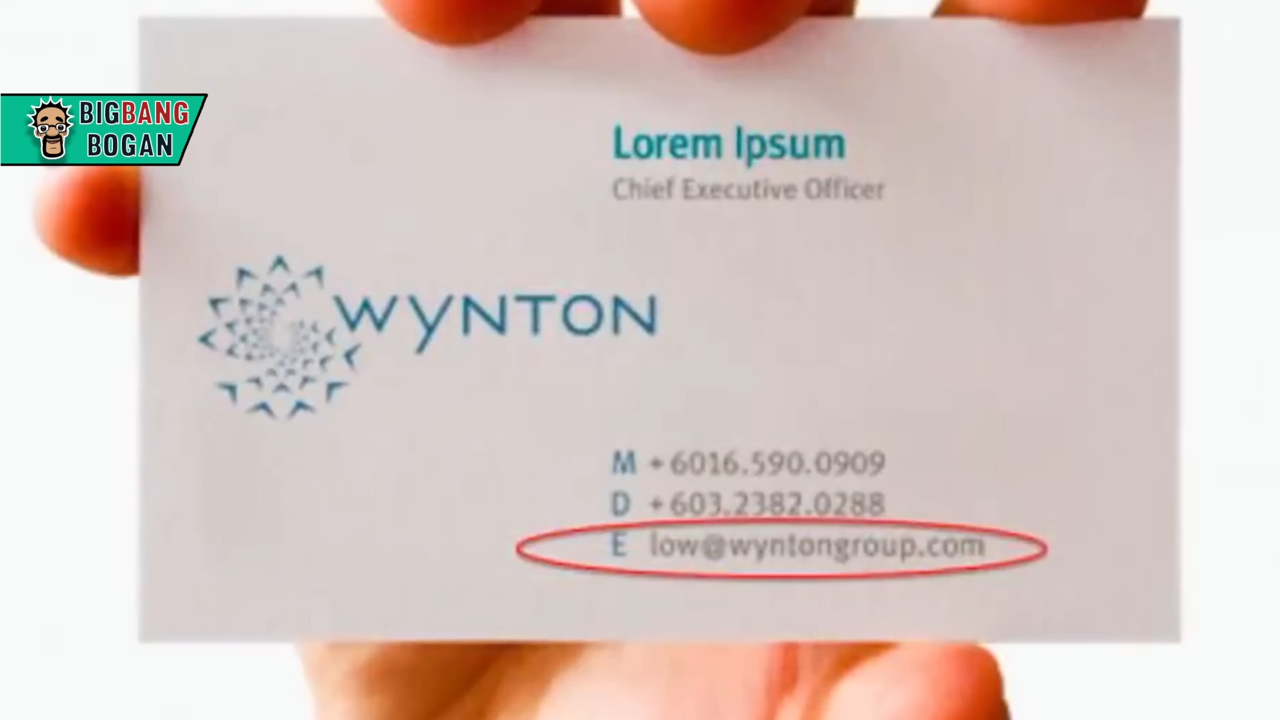 BIGBANG
BOGAN
Lorem Ipsum
Chief Executive Officer
WYNTON
M +6016.590.0909
D +603.2382.0288
E low@wyntongroup.com